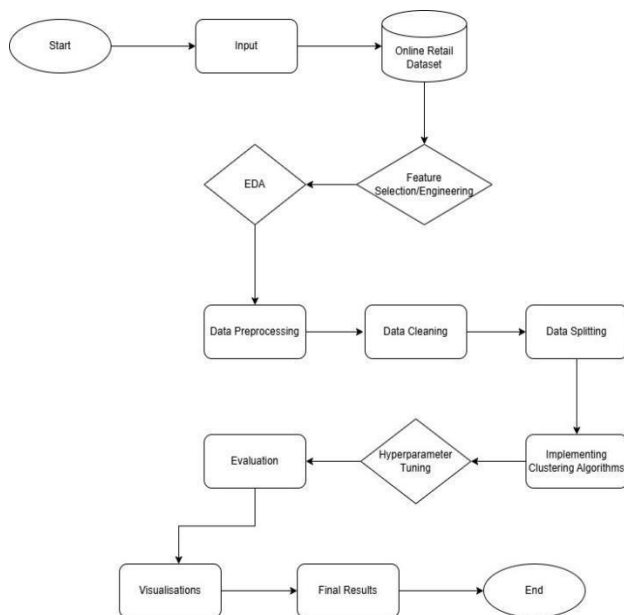 Start
Input
Online Retail
Dataset
EDA
Feature
Selection/Engineering
Data Preprocessing
Data Cleaning
Data Splitting
Evaluation
Hyperparameter
Tuning
Implementing
Clustering Algorithms
Visualisations
Final Results
End